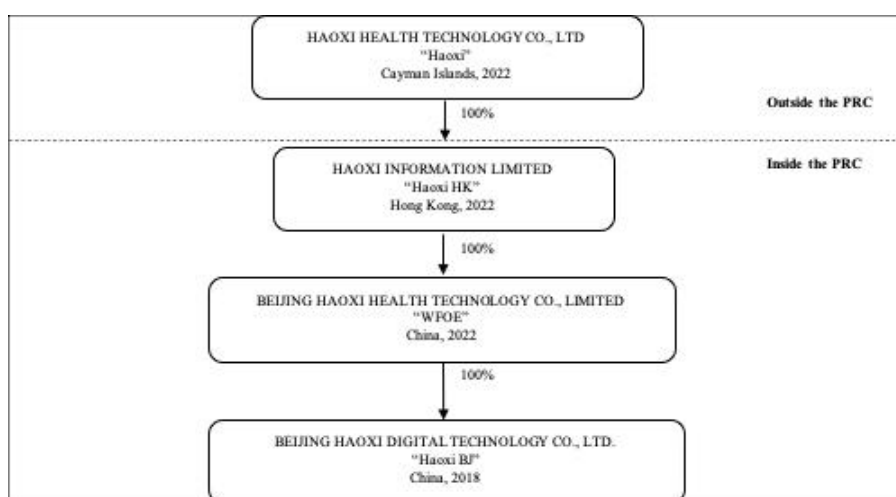 HAOXI HEALTH TECHNOLOGY CO., LTD
“Haoxi”
Cayman Islands, 2022
Outside the PRC
100%
Inside the PRC
HAOXI INFORMATION LIMITED
“Haoxi HK”
Hong Kong, 2022
100%
BEIJING HAOXI HEALTH TECHNOLOGY CO., LIMITED
“WFOE”
China, 2022
100%
BEIJING HAOXI DIGITAL TECHNOLOGY CO., LTD.
“Haoxi BJ”
China, 2018